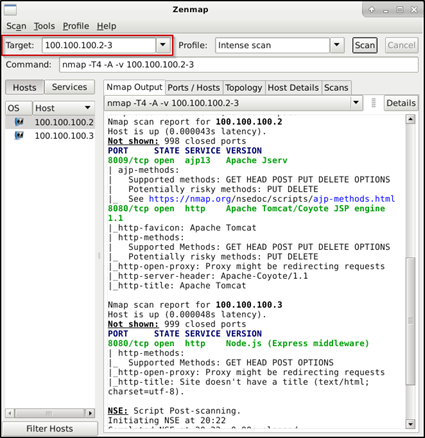 Zenmap
Scan Tools Profile Help
Target: 100.100.100.2-3 Profile: Intense scan Scan Cancel
Command: nmap -T4 -A -v 100.100.100.2-3
Hosts Services
Nmap Output Ports / Hosts Topology Host Details Scans
OS Host
nmap -T4 -A -v 100.100.100.2-3 Details
100.100.100.2
100.100.100.3
Nmap scan report for 100.100.100.2
Host is up (0.000043s latency).
Not shown: 998 closed ports
PORT STATE SERVICE VERSION
8009/tcp open ajp13 Apache Jserv
| ajp-methods:
| Supported methods: GET HEAD POST PUT DELETE OPTIONS
| Potentially risky methods: PUT DELETE
|_ See https://nmap.org/nsedoc/scripts/ajp-methods.html
8080/tcp open http Apache Tomcat/Coyote JSP engine
1.1
|_http-favicon: Apache Tomcat
| http-methods:
| Supported Methods: GET HEAD POST PUT DELETE OPTIONS
|_ Potentially risky methods: PUT DELETE
|_http-open-proxy: Proxy might be redirecting requests
|_http-server-header: Apache-Coyote/1.1
|_http-title: Apache Tomcat
Nmap scan report for 100.100.100.3
Host is up (0.000048s latency).
Not shown: 999 closed ports
PORT STATE SERVICE VERSION
8080/tcp open http Node.js (Express middleware)
| http-methods:
|_ Supported Methods: GET HEAD POST OPTIONS
|_http-open-proxy: Proxy might be redirecting requests
|_http-title: Site doesn't have a title (text/html;
charset=utf-8).
NSE: Script Post-scanning.
Initiating NSE at 20:22
Filter Hosts